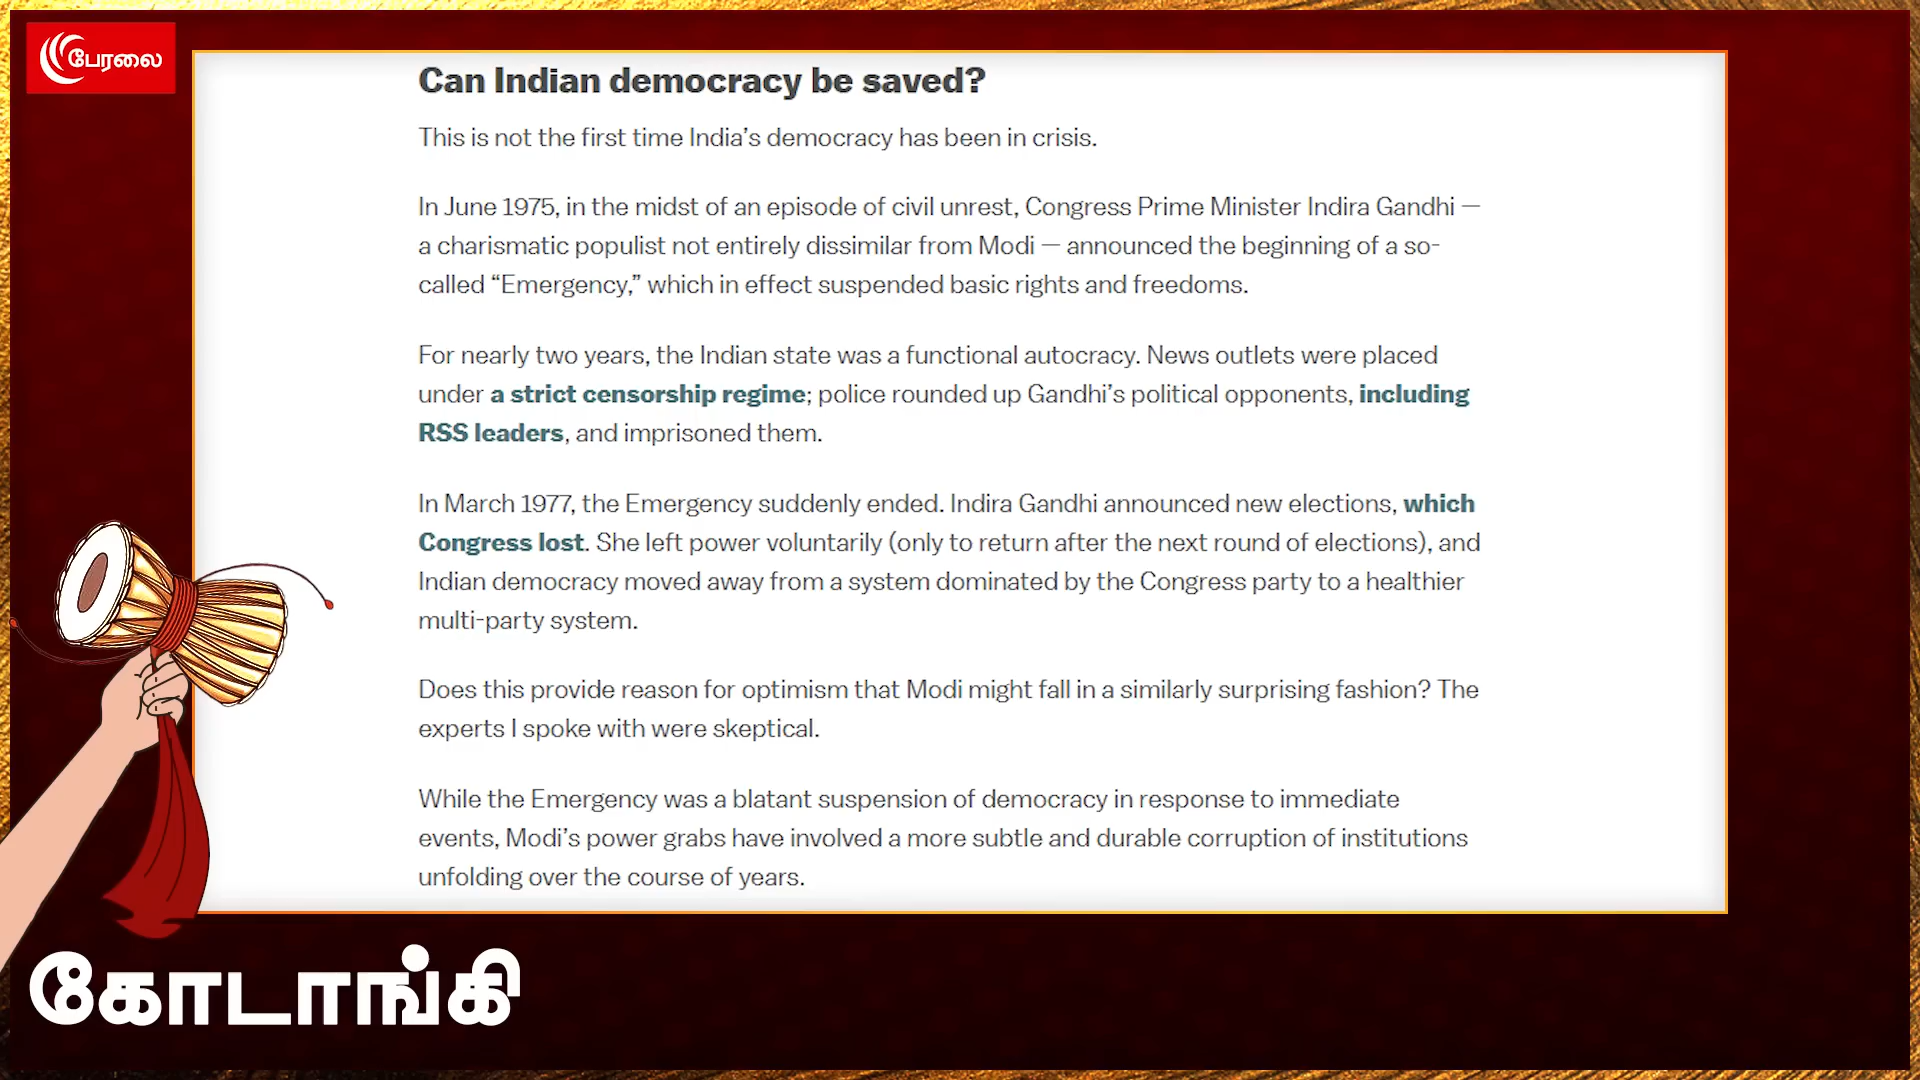 பேரலை
Can Indian democracy be saved?
This is not the first time India’s democracy has been in crisis.
In June 1975, in the midst of an episode of civil unrest, Congress Prime Minister Indira Gandhi —
a charismatic populist not entirely dissimilar from Modi — announced the beginning of a so-
called “Emergency,” which in effect suspended basic rights and freedoms.
For nearly two years, the Indian state was a functional autocracy. News outlets were placed
under a strict censorship regime; police rounded up Gandhi’s political opponents, including
RSS leaders, and imprisoned them.
In March 1977, the Emergency suddenly ended. Indira Gandhi announced new elections, which
Congress lost. She left power voluntarily (only to return after the next round of elections), and
Indian democracy moved away from a system dominated by the Congress party to a healthier
multi-party system.
Does this provide reason for optimism that Modi might fall in a similarly surprising fashion? The
experts I spoke with were skeptical.
While the Emergency was a blatant suspension of democracy in response to immediate
events, Modi’s power grabs have involved a more subtle and durable corruption of institutions
unfolding over the course of years.
கோடாங்கி